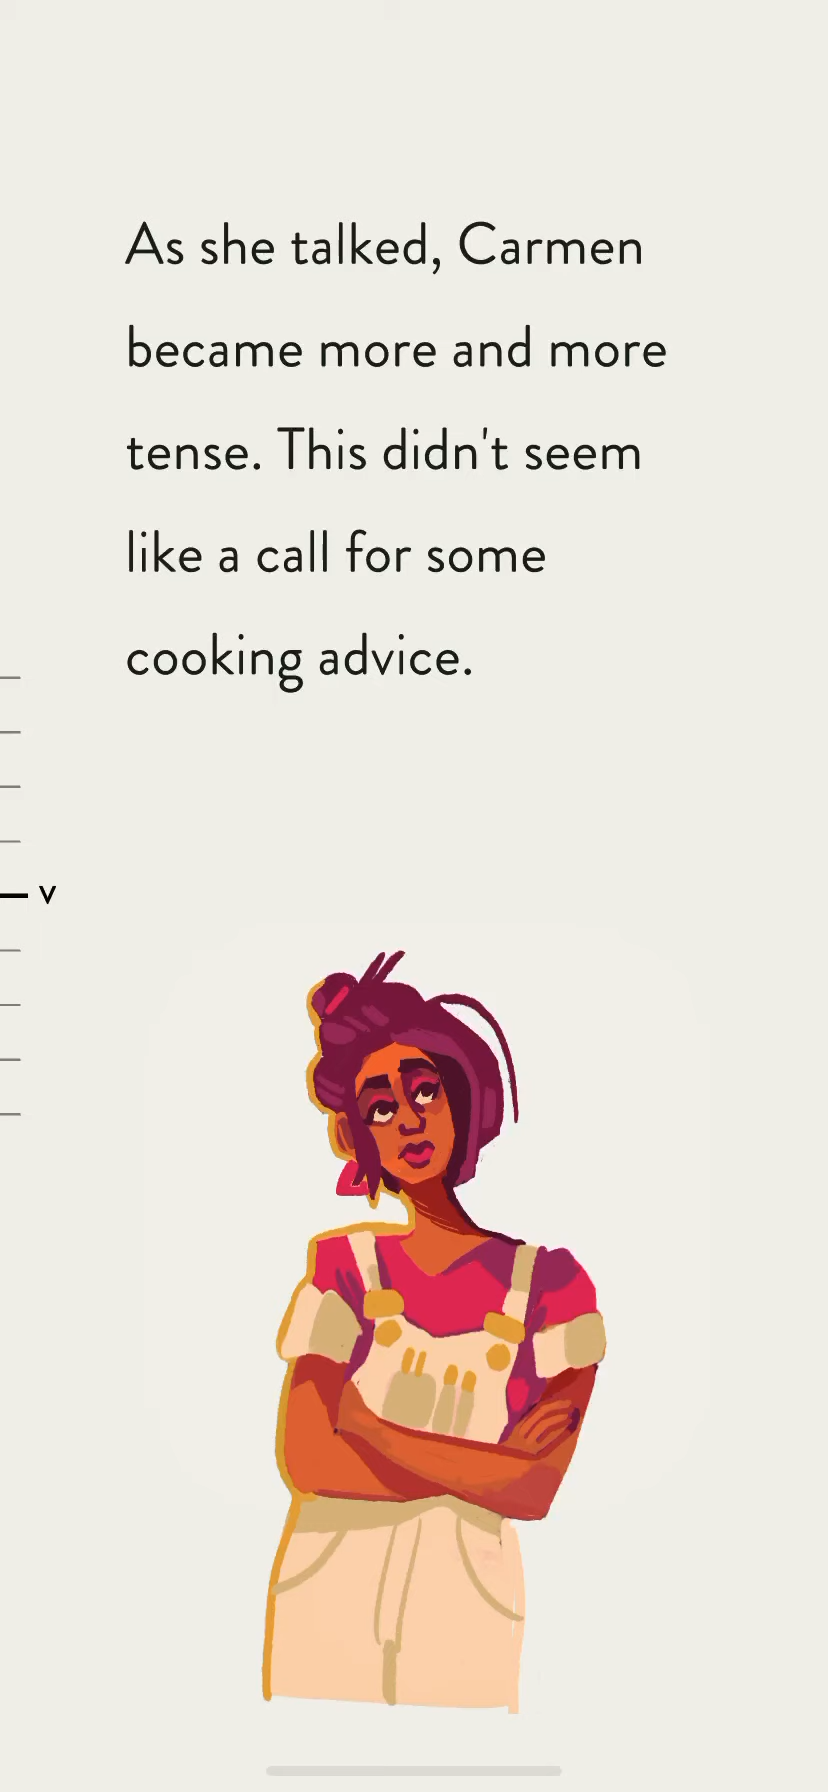 As she talked, Carmen
became more and more
tense. This didn't seem
like a call for some
cooking advice.
v